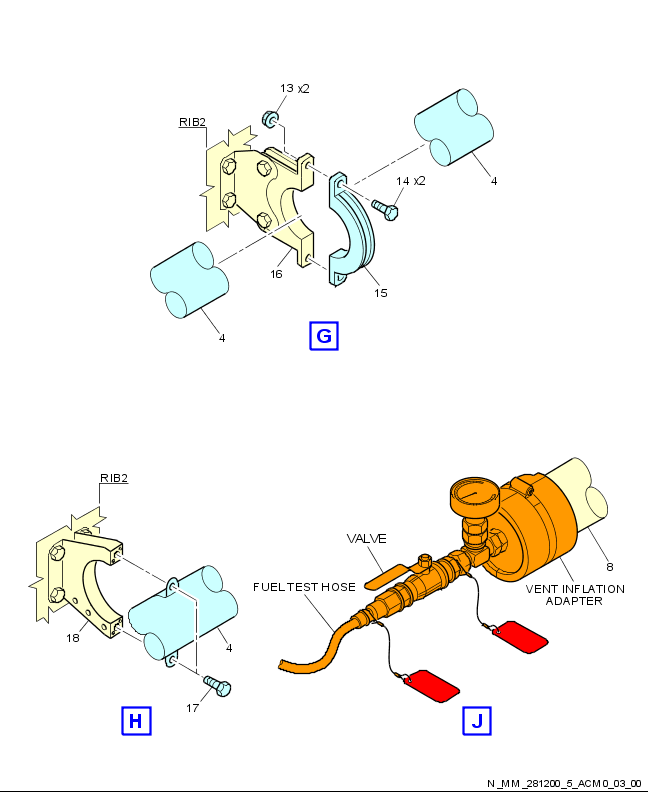 13 x2
RIB2
4
14 x2
16
15
4
G
RIB2
VALVE
8
FUEL TEST HOSE
VENT INFLATION
ADAPTER
18
4
17
H
J
N_MM_281200_5_ACM0_03_00